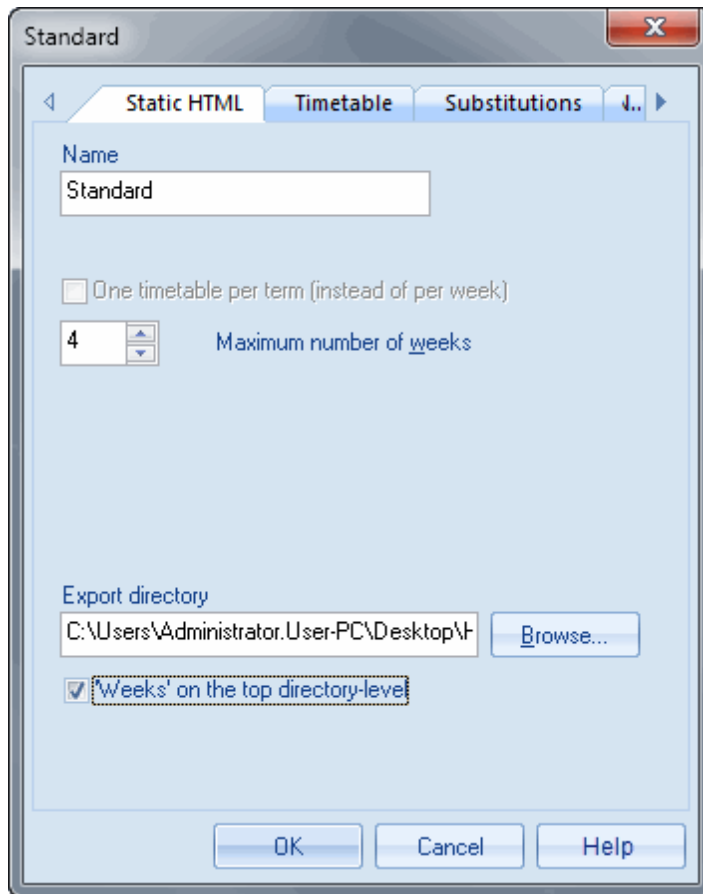 Standard
Static HTML
Timetable
Substitutions
Name
Standard
One timetable per term (instead of per week)
4
Maximum number of weeks
Export directory
C:\Users\Administrator.User-PC\Desktop\H
Browse...
'Weeks' on the top directory-level
OK
Cancel
Help